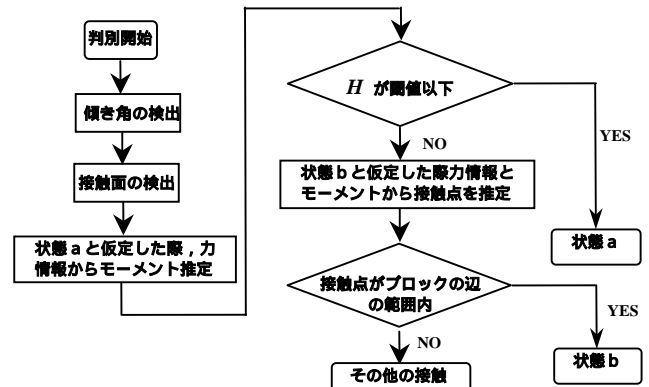 判別開始
傾き角の検出
接触面の検出
状態aと仮定した際，力
情報からモーメント推定
H が閾値以下
YES
NO
状態bと仮定した際力情報と
モーメントから接触点を推定
状態a
接触点がブロックの辺
の範囲内
YES
NO
状態b
その他の接触